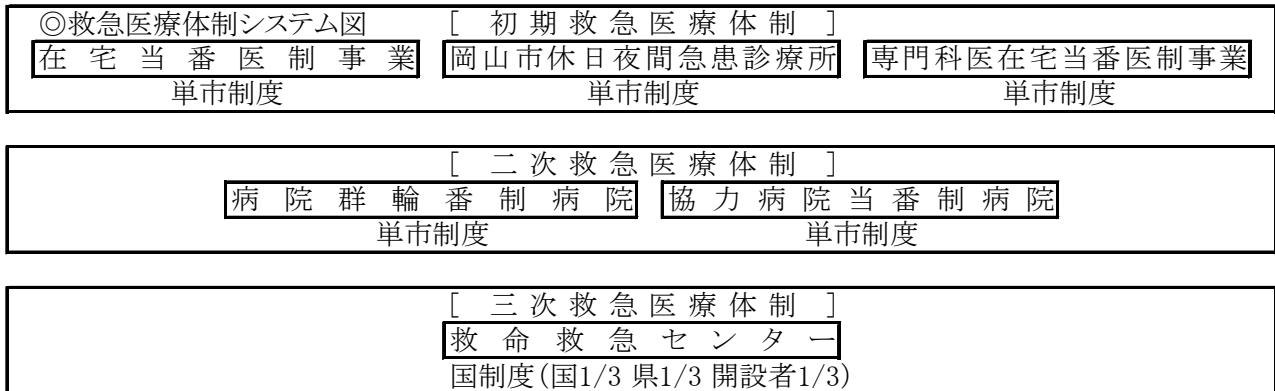 ◎救急医療体制システム図 [ 初期救急医療体制 ]
在宅当番医制事業 岡山市休日夜間急患診療所 専門科医在宅当番医制事業
単市制度 単市制度 単市制度
[ 二次救急医療体制 ]
病院群輪番制病院 協力病院当番制病院
単市制度 単市制度
[ 三次救急医療体制 ]
救命救急センター
国制度(国1/3 県1/3 開設者1/3)